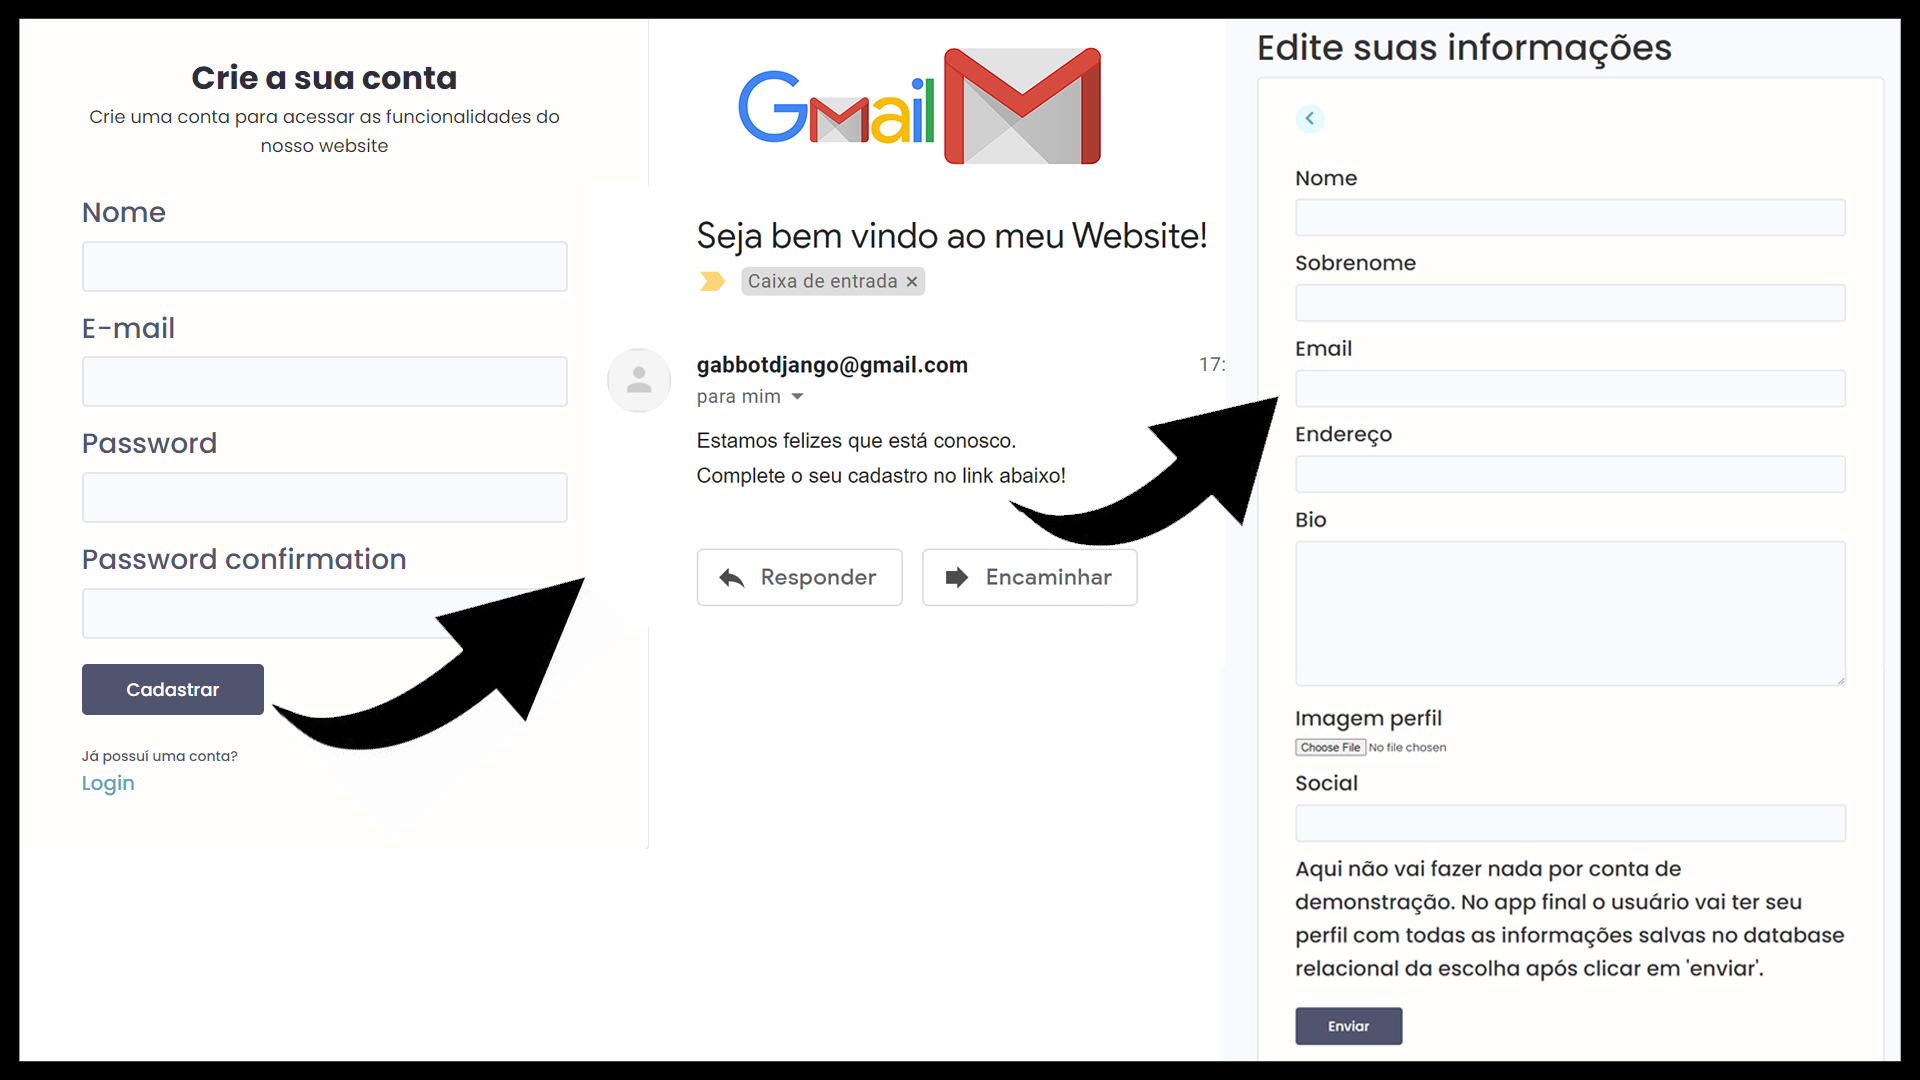 Crie a sua conta
Crie uma conta para acessar as funcionalidades do
nosso website
Nome
E-mail
Password
Password confirmation
Cadastrar
Já possuí uma conta?
Login
Gmail
Seja bem vindo ao meu Website!
Caixa de entrada ×
gabbotdjango@gmail.com
17:
para mim
Estamos felizes que está conosco.
Complete o seu cadastro no link abaixo!
Responder
Encaminhar
Edite suas informações
Nome
Sobrenome
Email
Endereço
Bio
Imagem perfil
Choose File No file chosen
Social
Aqui não vai fazer nada por conta de
demonstração. No app final o usuário vai ter seu
perfil com todas as informações salvas no database
relacional da escolha após clicar em 'enviar'.
Enviar